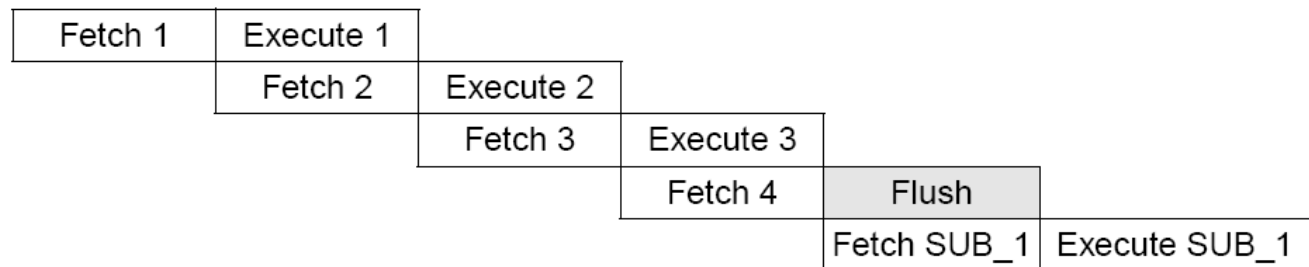 Fetch 1 Execute 1
Fetch 2 Execute 2
Fetch 3 Execute 3
Fetch 4 Flush
Fetch SUB_1 Execute SUB_1